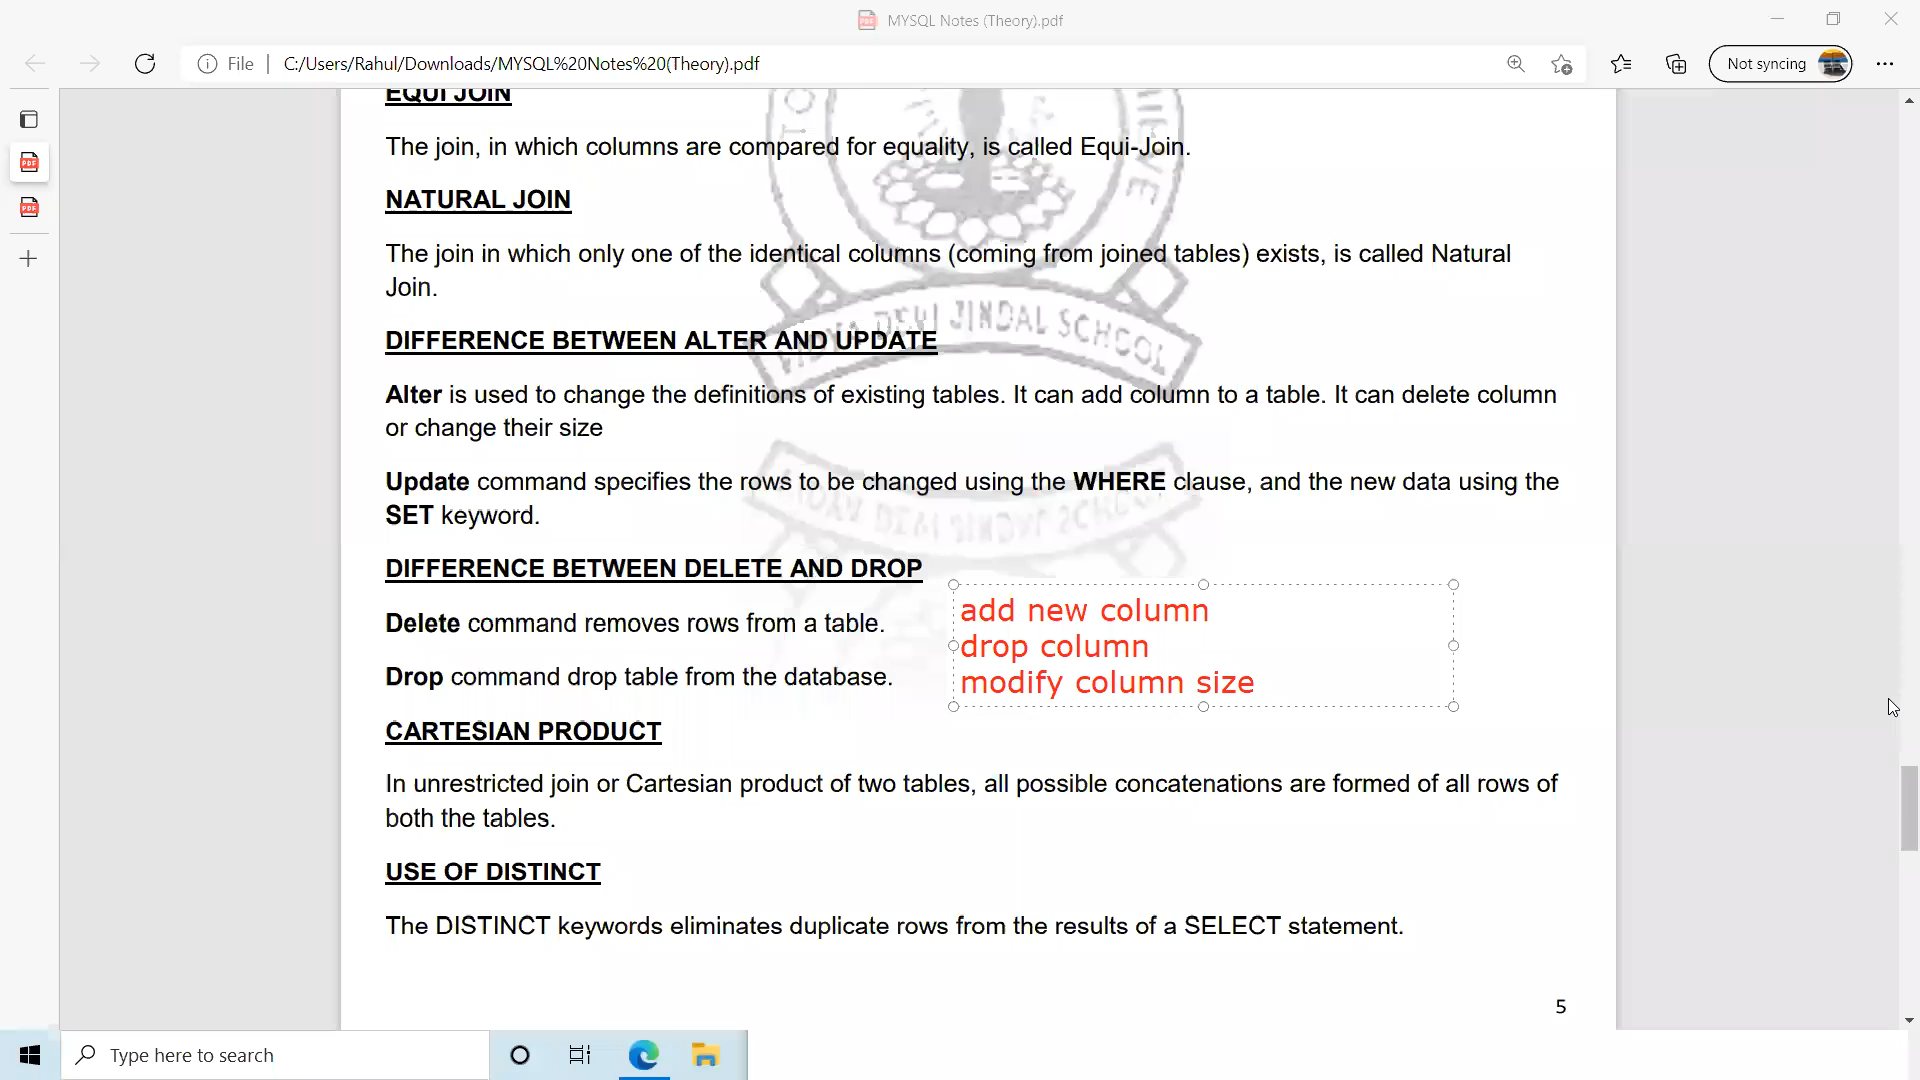 MYSQL Notes (Theory).pdf
File | C:/Users/Rahul/Downloads/MYSQL%20Notes%20(Theory).pdf
Not syncing
EQUI JOIN
The join, in which columns are compared for equality, is called Equi-Join.
NATURAL JOIN
The join in which only one of the identical columns (coming from joined tables) exists, is called Natural
Join.
DIFFERENCE BETWEEN ALTER AND UPDATE
Alter is used to change the definitions of existing tables. It can add column to a table. It can delete column
or change their size
Update command specifies the rows to be changed using the WHERE clause, and the new data using the
SET keyword.
DIFFERENCE BETWEEN DELETE AND DROP
Delete command removes rows from a table.
Drop command drop table from the database.
add new column
drop column
modify column size
CARTESIAN PRODUCT
In unrestricted join or Cartesian product of two tables, all possible concatenations are formed of all rows of
both the tables.
USE OF DISTINCT
The DISTINCT keywords eliminates duplicate rows from the results of a SELECT statement.
5
VIDYA DEVI JINDAL SCHOOL
PDF
PDF
Type here to search